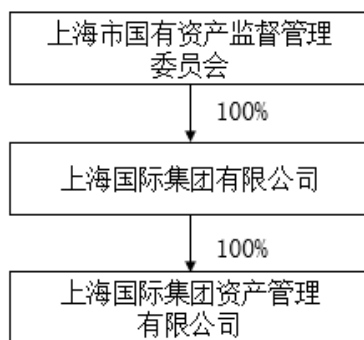 上海市国有资产监督管理
委员会
100%
上海国际集团有限公司
100%
上海国际集团资产管理
有限公司